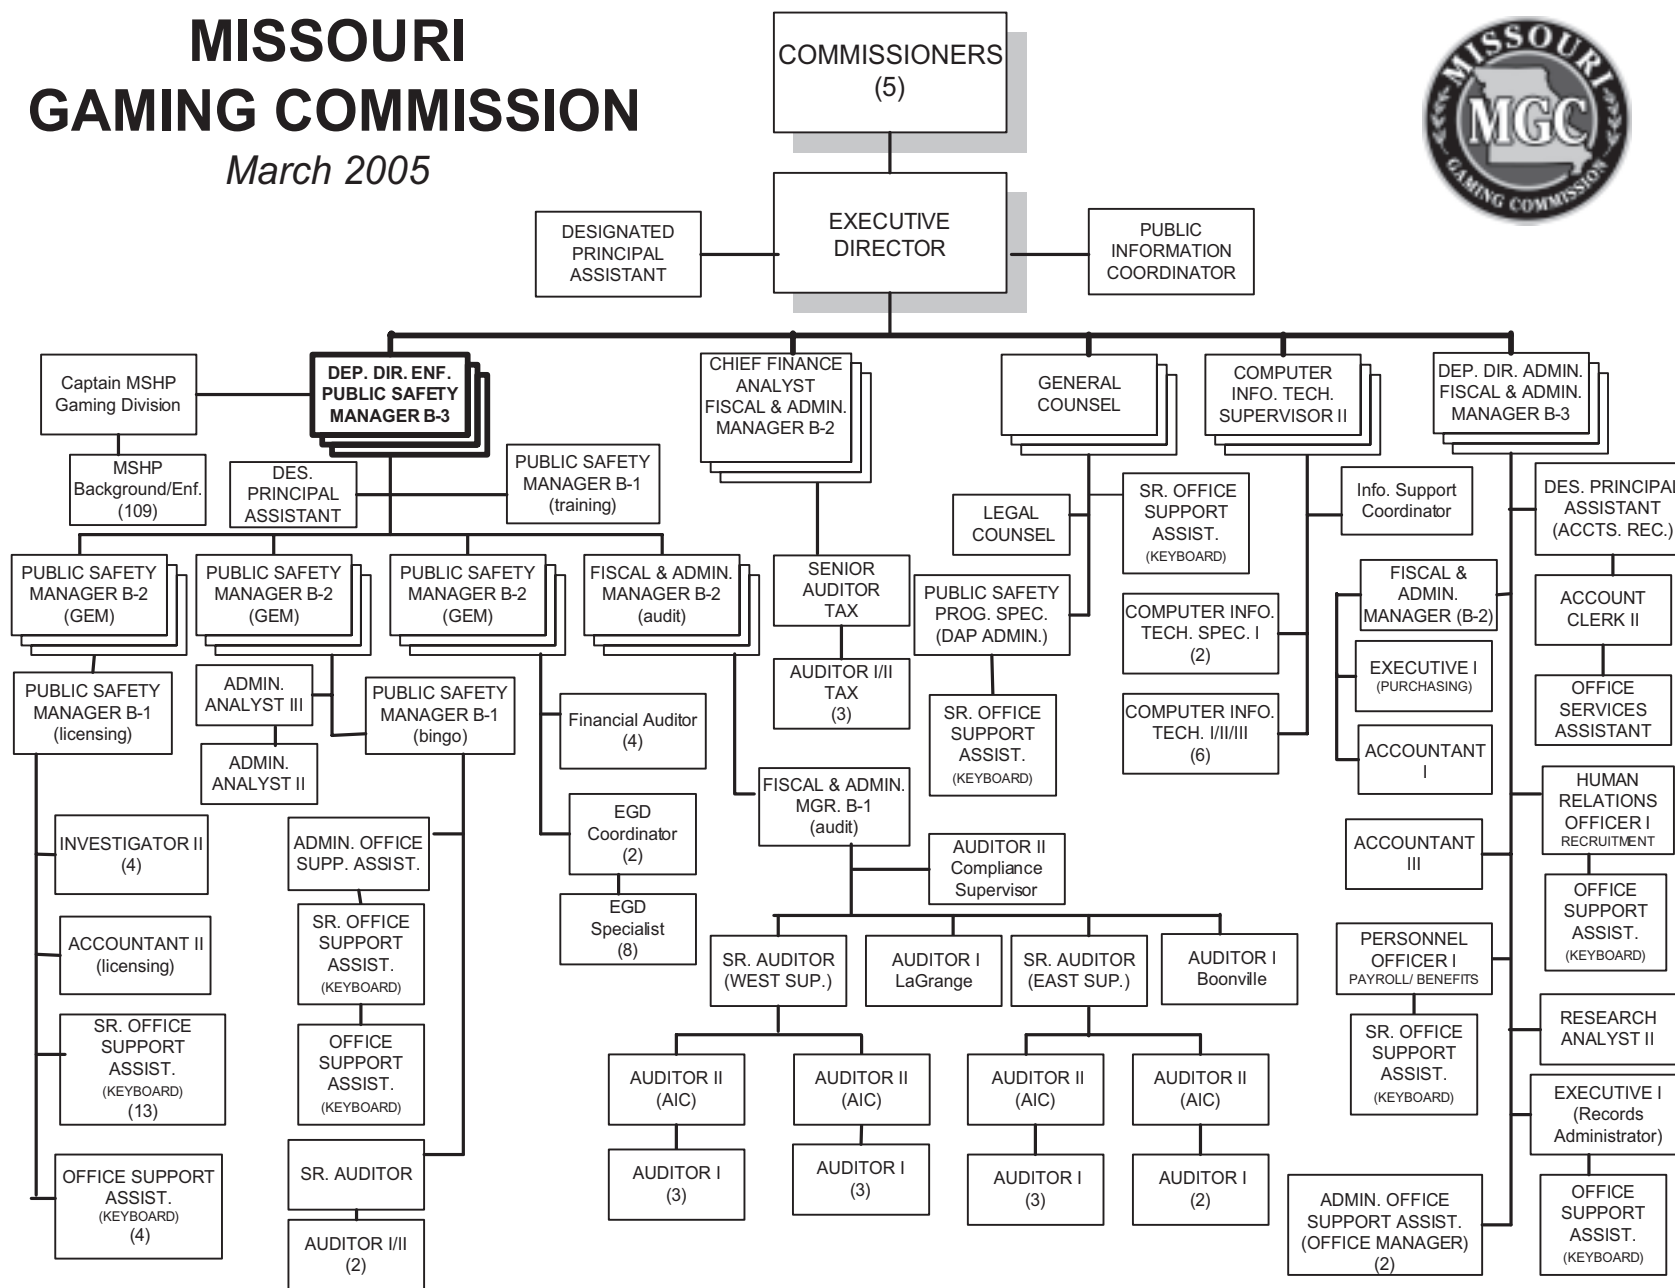 MISSOURI
GAMING COMMISSION
March 2005
COMMISSIONERS
(5)
MISSOURI
MGC
GAMING COMMISSION
EXECUTIVE
DIRECTOR
DESIGNATED
PRINCIPAL
ASSISTANT
PUBLIC
INFORMATION
COORDINATOR
Captain MSHP
Gaming Division
DEP. DIR. ENF.
PUBLIC SAFETY
MANAGER B-3
CHIEF FINANCE
ANALYST
FISCAL & ADMIN.
MANAGER B-2
GENERAL
COUNSEL
COMPUTER
INFO. TECH.
SUPERVISOR II
DEP. DIR. ADMIN.
FISCAL & ADMIN.
MANAGER B-3
MSHP
Background/Enf.
(109)
DES.
PRINCIPAL
ASSISTANT
PUBLIC SAFETY
MANAGER B-1
(training)
LEGAL
COUNSEL
SR. OFFICE
SUPPORT
ASSIST.
(KEYBOARD)
Info. Support
Coordinator
DES. PRINCIPAL
ASSISTANT
(ACCTS. REC.)
PUBLIC SAFETY
MANAGER B-2
(GEM)
PUBLIC SAFETY
MANAGER B-2
(GEM)
PUBLIC SAFETY
MANAGER B-2
(GEM)
FISCAL & ADMIN.
MANAGER B-2
(audit)
SENIOR
AUDITOR
TAX
PUBLIC SAFETY
PROG. SPEC.
(DAP ADMIN.)
COMPUTER INFO.
TECH. SPEC. I
(2)
FISCAL &
ADMIN.
MANAGER (B-2)
ACCOUNT
CLERK II
PUBLIC SAFETY
MANAGER B-1
(licensing)
ADMIN.
ANALYST III
PUBLIC SAFETY
MANAGER B-1
(bingo)
Financial Auditor
(4)
AUDITOR I/II
TAX
(3)
SR. OFFICE
SUPPORT
ASSIST.
(KEYBOARD)
COMPUTER INFO.
TECH. I/II/III
(6)
EXECUTIVE I
(PURCHASING)
OFFICE
SERVICES
ASSISTANT
ADMIN.
ANALYST II
ACCOUNTANT
I
FISCAL & ADMIN.
MGR. B-1
(audit)
HUMAN
RELATIONS
OFFICER I
RECRUITMENT
INVESTIGATOR II
(4)
ADMIN. OFFICE
SUPP. ASSIST.
EGD
Coordinator
(2)
AUDITOR II
Compliance
Supervisor
ACCOUNTANT
III
ACCOUNTANT II
(licensing)
SR. OFFICE
SUPPORT
ASSIST.
(KEYBOARD)
EGD
Specialist
(8)
SR. AUDITOR
(WEST SUP.)
AUDITOR I
LaGrange
SR. AUDITOR
(EAST SUP.)
AUDITOR I
Boonville
PERSONNEL
OFFICER I
PAYROLL/ BENEFITS
OFFICE
SUPPORT
ASSIST.
(KEYBOARD)
SR. OFFICE
SUPPORT
ASSIST.
(KEYBOARD)
(13)
OFFICE
SUPPORT
ASSIST.
(KEYBOARD)
AUDITOR II
(AIC)
AUDITOR II
(AIC)
AUDITOR II
(AIC)
AUDITOR II
(AIC)
SR. OFFICE
SUPPORT
ASSIST.
(KEYBOARD)
RESEARCH
ANALYST II
EXECUTIVE I
(Records
Administrator)
OFFICE SUPPORT
ASSIST.
(KEYBOARD)
(4)
SR. AUDITOR
AUDITOR I
(3)
AUDITOR I
(3)
AUDITOR I
(3)
AUDITOR I
(2)
ADMIN. OFFICE
SUPPORT ASSIST.
(OFFICE MANAGER)
(2)
OFFICE
SUPPORT
ASSIST.
(KEYBOARD)
AUDITOR I/II
(2)